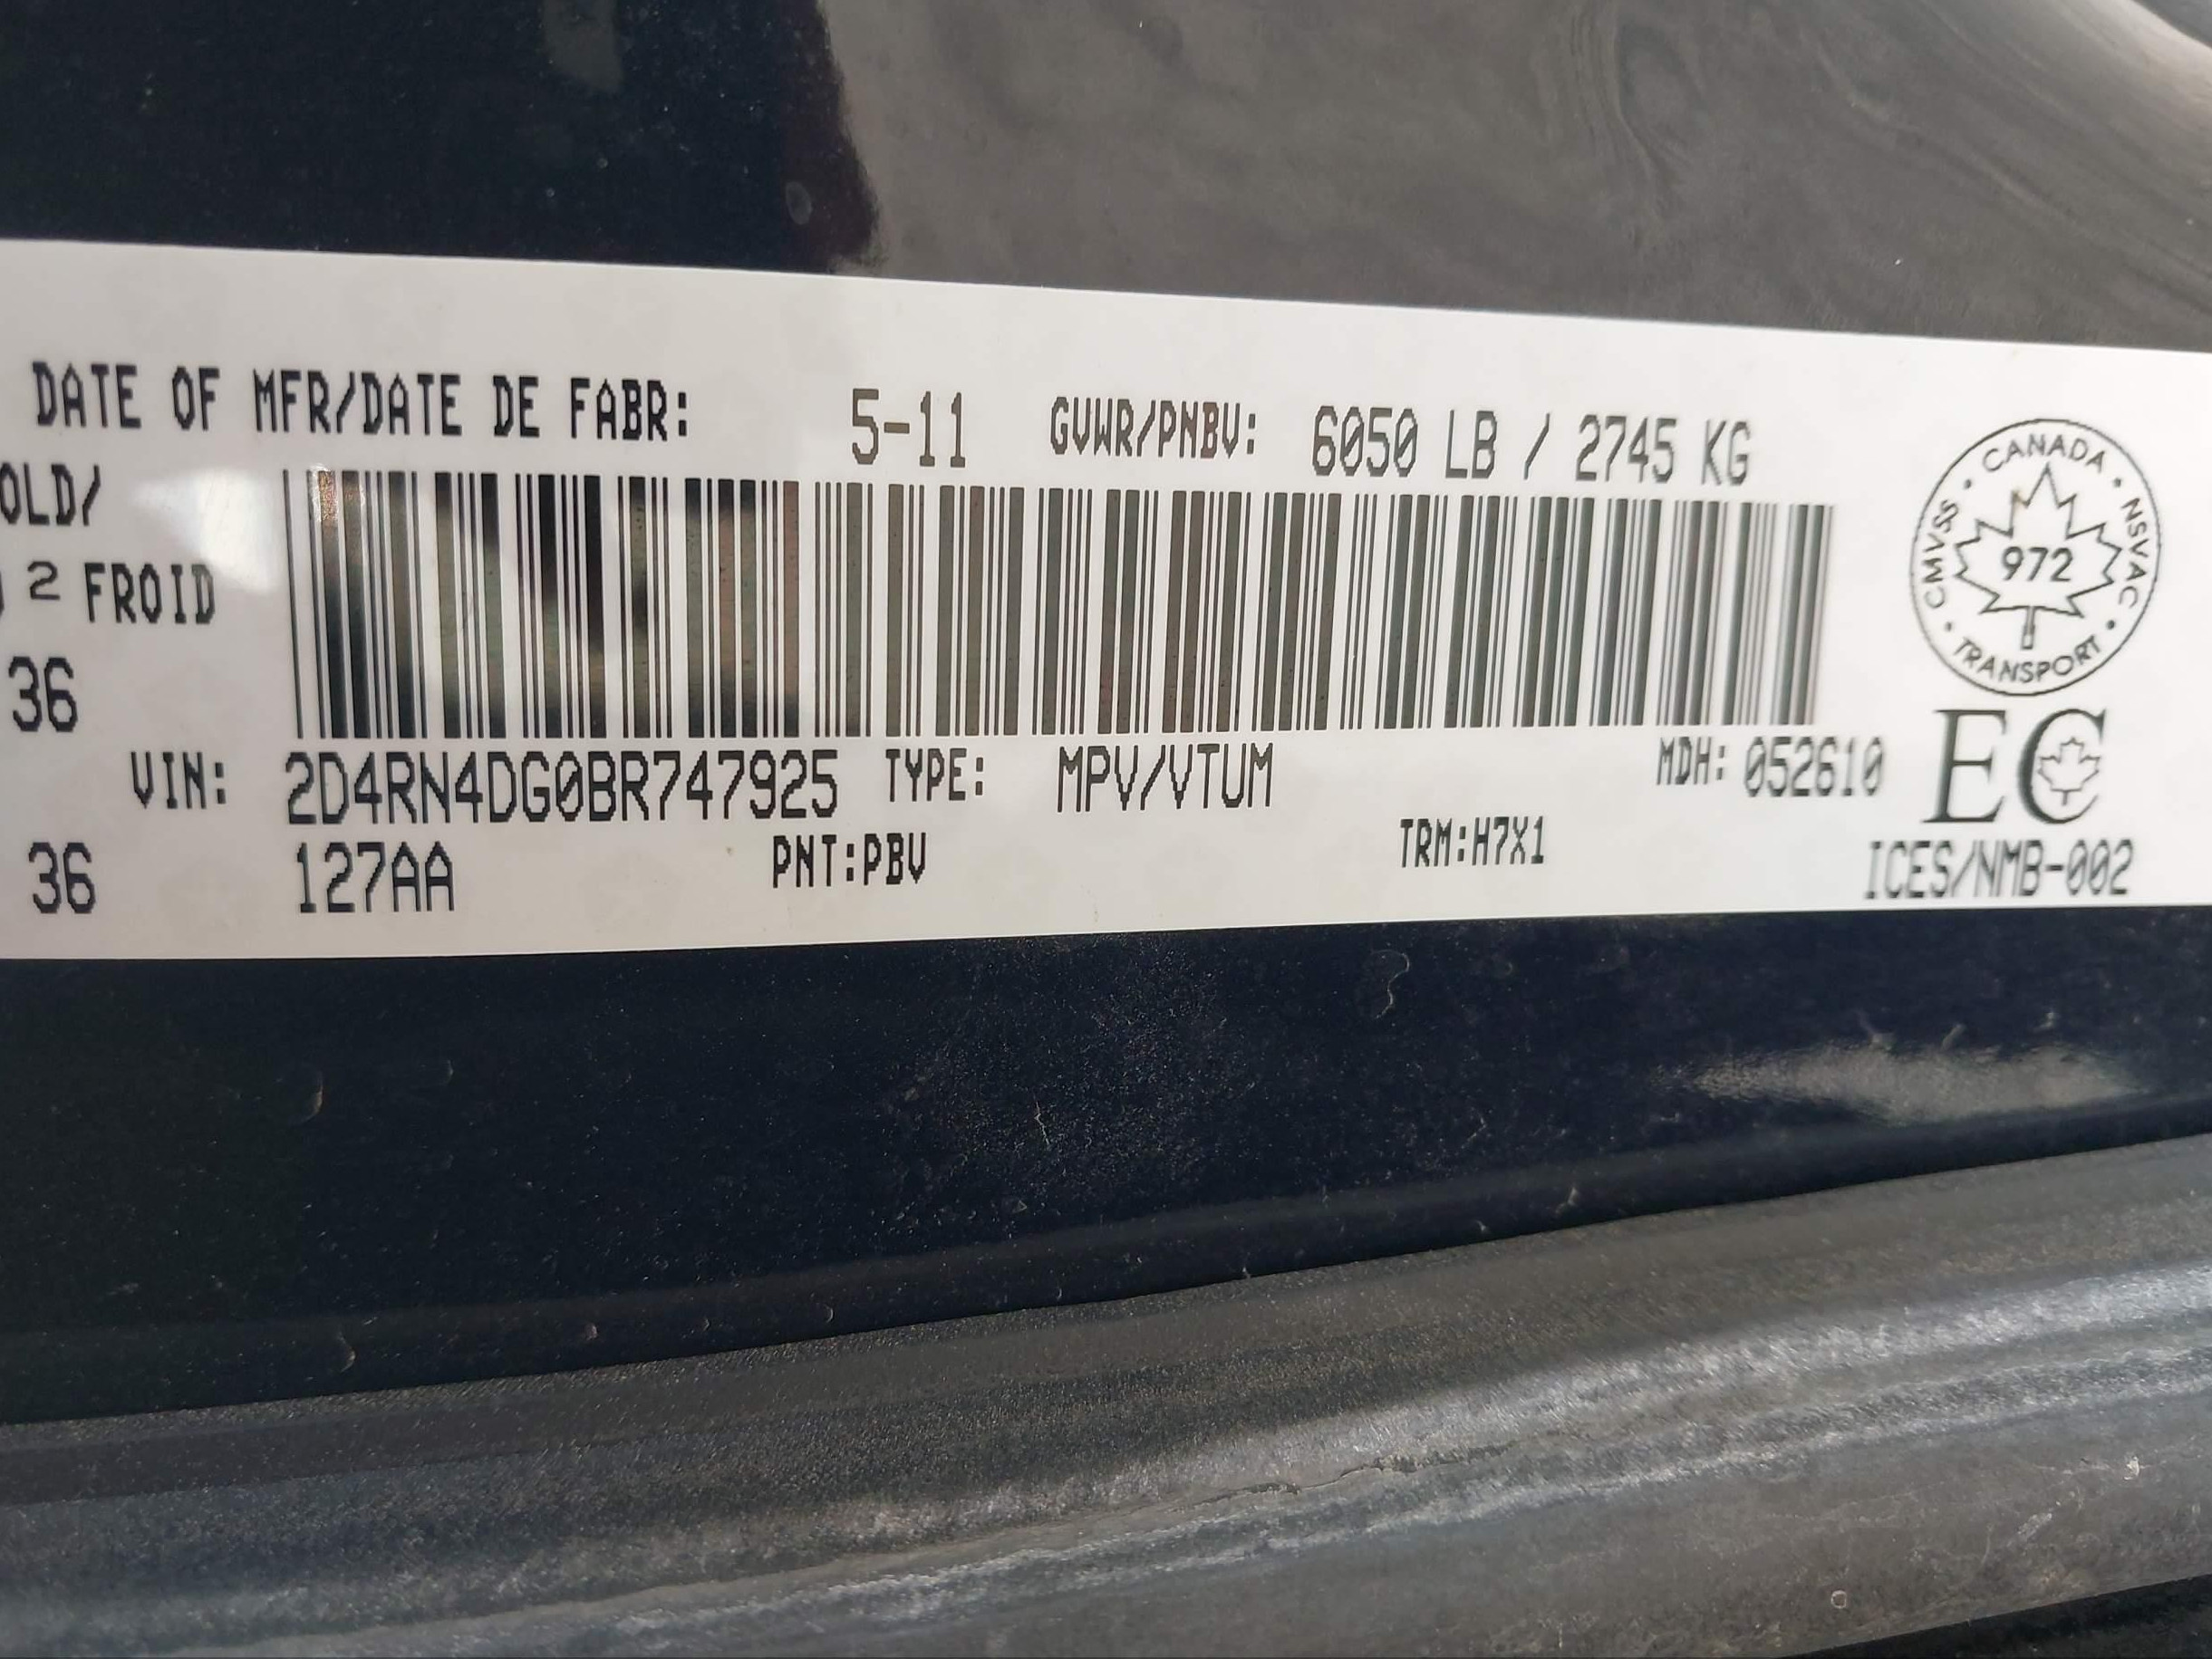 DATE OF MFR/DATE DE FABR: 5-11 GVWR/PNBV: 6050 LB / 2745 KG
OLD/
2 FROID
36
CANADA • NSVAC • TRANSPORT • CMVSS •
972
VIN: 2D4RN4DG0BR747925 TYPE: MPV/VTUM MDH: 052610
EC
36 127AA PNT:PBV TRM:H7X1
ICES/NMB-002